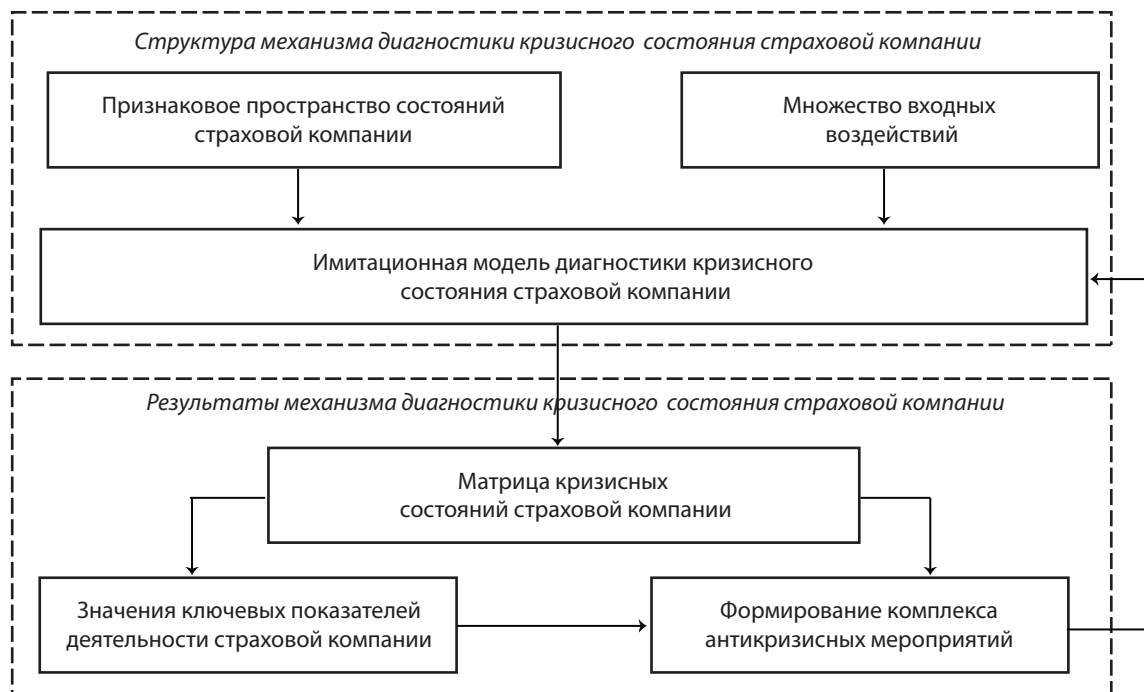 Структура механизма диагностики кризисного состояния страховой компании
Признаковое пространство состояний
страховой компании
Множество входных
воздействий
Имитационная модель диагностики кризисного
состояния страховой компании
Результаты механизма диагностики кризисного состояния страховой компании
Матрица кризисных
состояний страховой компании
Значения ключевых показателей
деятельности страховой компании
Формирование комплекса
антикризисных мероприятий